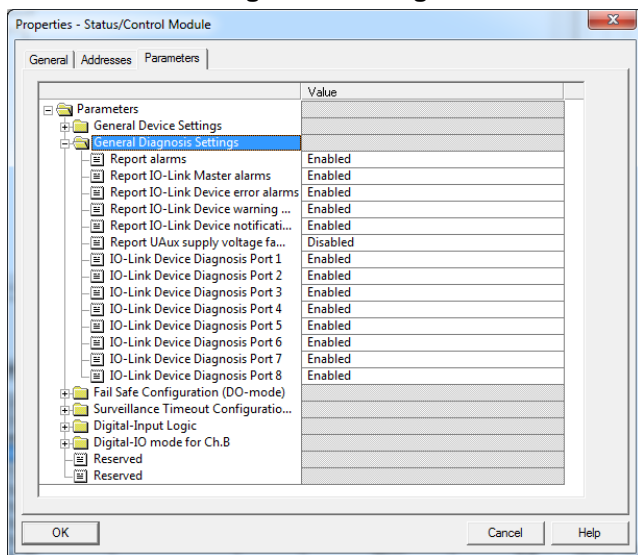 Properties - Status/Control Module
General Addresses Parameters
Value
Parameters
General Device Settings
General Diagnosis Settings
Report alarms Enabled
Report IO-Link Master alarms Enabled
Report IO-Link Device error alarms Enabled
Report IO-Link Device warning ... Enabled
Report IO-Link Device notificati... Enabled
Report UAux supply voltage fa... Disabled
IO-Link Device Diagnosis Port 1 Enabled
IO-Link Device Diagnosis Port 2 Enabled
IO-Link Device Diagnosis Port 3 Enabled
IO-Link Device Diagnosis Port 4 Enabled
IO-Link Device Diagnosis Port 5 Enabled
IO-Link Device Diagnosis Port 6 Enabled
IO-Link Device Diagnosis Port 7 Enabled
IO-Link Device Diagnosis Port 8 Enabled
Fail Safe Configuration (DO-mode)
Surveillance Timeout Configuratio...
Digital-Input Logic
Digital-IO mode for Ch.B
Reserved
Reserved
OK Cancel Help